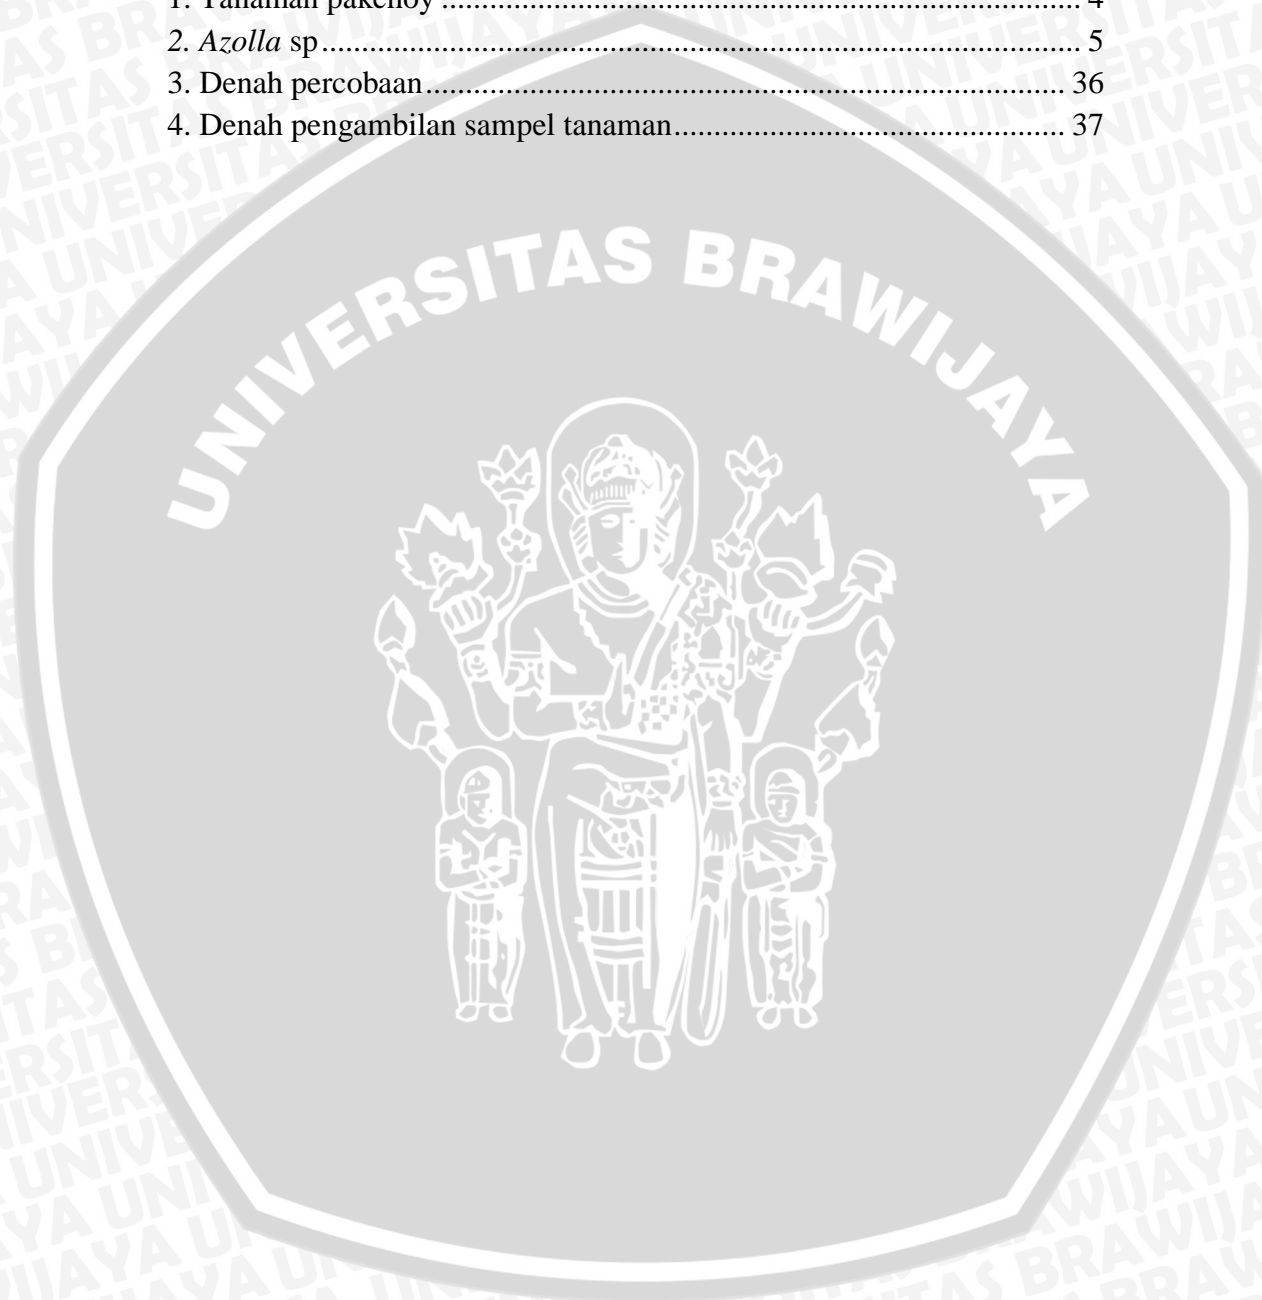 1. Tanaman pakchoy ........................................................................ 4
2. Azolla sp ........................................................................ 5
3. Denah percobaan ........................................................................ 36
4. Denah pengambilan sampel tanaman ........................................................................ 37
UNIVERSITAS BRAWIJAYA